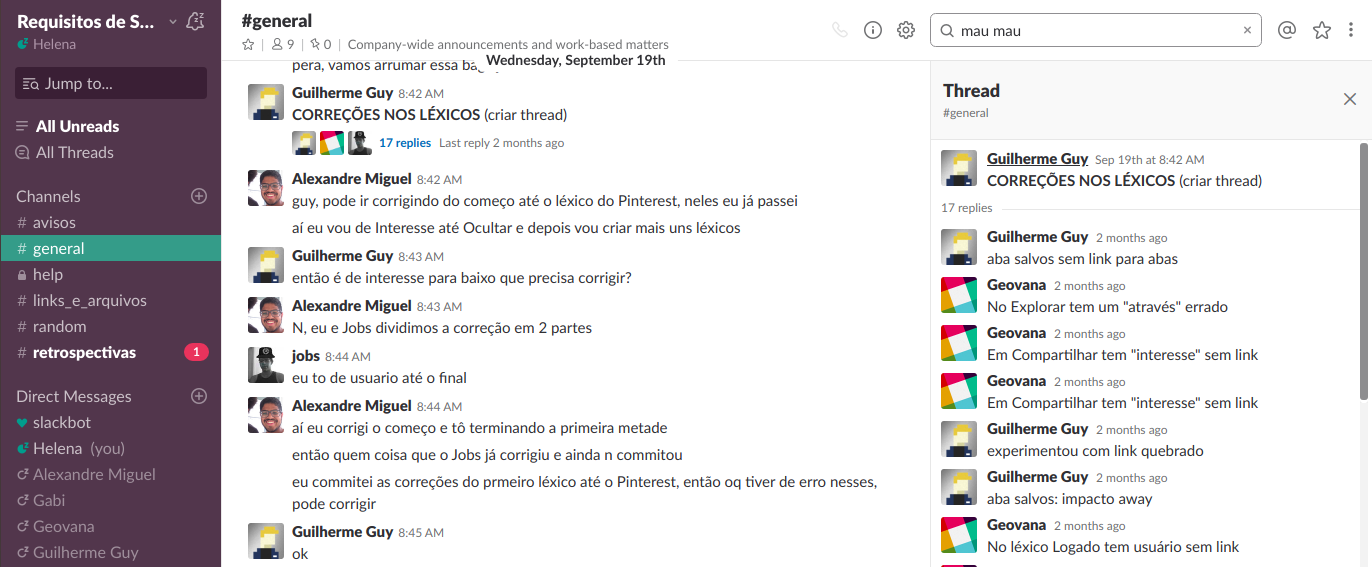 Requisitos de S...
Helena
Jump to...
All Unreads
All Threads
Channels
# avisos
# general
help
# links_e_arquivos
# random
# retrospectivas 1
Direct Messages
slackbot
Helena (you)
Alexandre Miguel
Gabi
Geovana
Guilherme Guy
#general
9 | 0 | Company-wide announcements and work-based matters
mau mau
pera, vamos arrumar essa
Wednesday, September 19th
Guilherme Guy 8:42 AM
CORREÇÕES NOS LÉXICOS (criar thread)
17 replies Last reply 2 months ago
Alexandre Miguel 8:42 AM
guy, pode ir corrigindo do começo até o léxico do Pinterest, neles eu já passei
aí eu vou de Interesse até Ocultar e depois vou criar mais uns léxicos
Guilherme Guy 8:43 AM
então é de interesse para baixo que precisa corrigir?
Alexandre Miguel 8:43 AM
N, eu e Jobs dividimos a correção em 2 partes
jobs 8:44 AM
eu to de usuario até o final
Alexandre Miguel 8:44 AM
aí eu corrigi o começo e tô terminando a primeira metade
então quem coisa que o Jobs já corrigiu e ainda n commitou
eu commitei as correções do prmeiro léxico até o Pinterest, então oq tiver de erro nesses,
pode corrigir
Guilherme Guy 8:45 AM
ok
Thread
#general
Guilherme Guy Sep 19th at 8:42 AM
CORREÇÕES NOS LÉXICOS (criar thread)
17 replies
Guilherme Guy 2 months ago
aba salvos sem link para abas
Geovana 2 months ago
No Explorar tem um "através" errado
Geovana 2 months ago
Em Compartilhar tem "interesse" sem link
Geovana 2 months ago
Em Compartilhar tem "interesse" sem link
Guilherme Guy 2 months ago
experimentou com link quebrado
Guilherme Guy 2 months ago
aba salvos: impacto away
Geovana 2 months ago
No léxico Logado tem usuário sem link